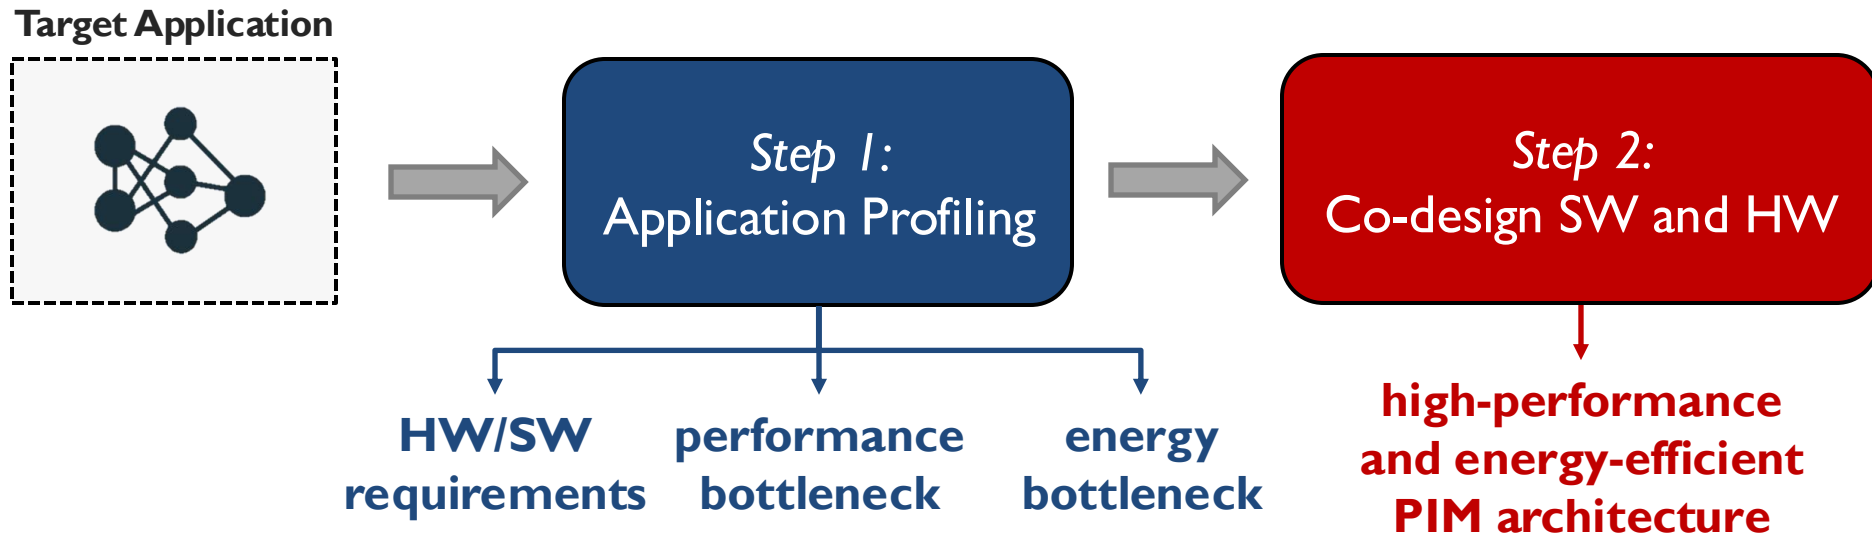 Target Application
Step 1:
Application Profiling
Step 2:
Co-design SW and HW
HW/SW
requirements
performance
bottleneck
energy
bottleneck
high-performance
and energy-efficient
PIM architecture